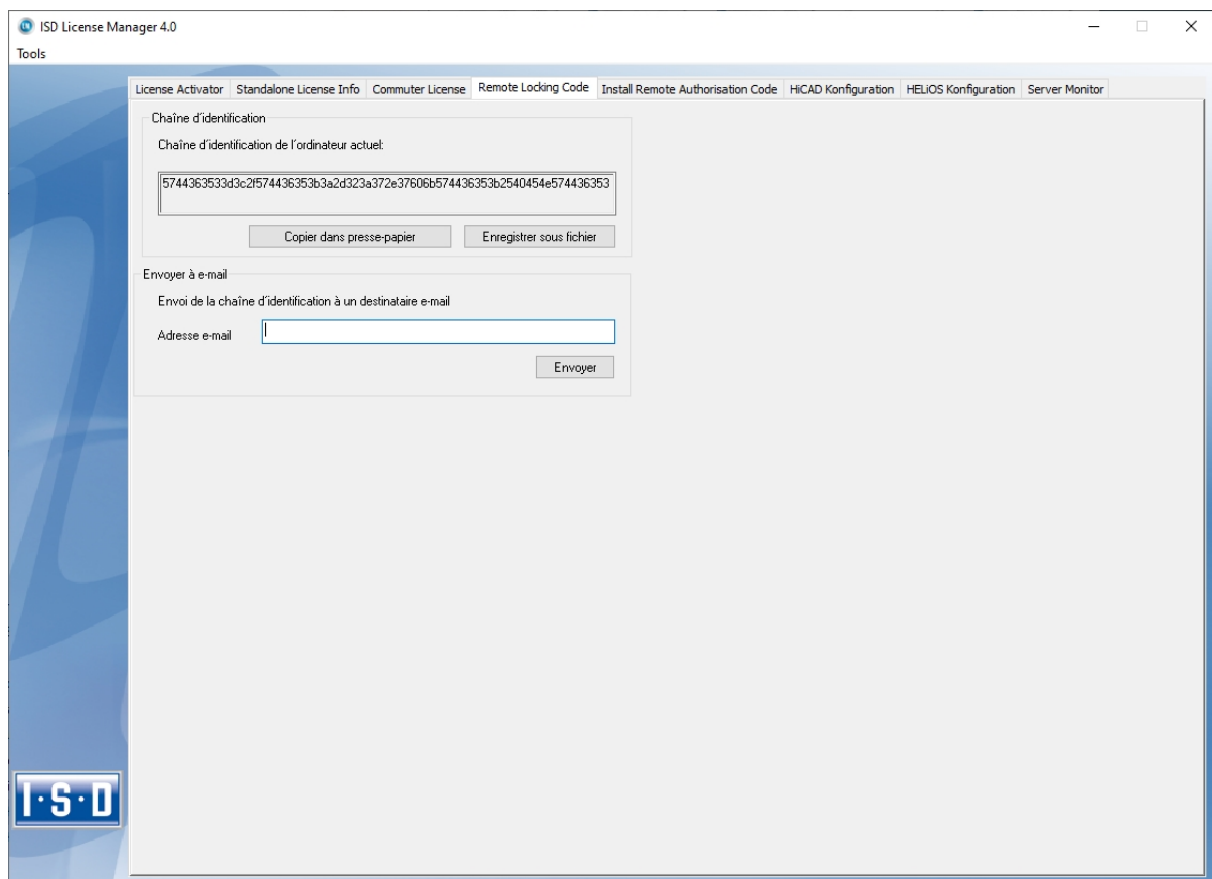 ISD License Manager 4.0
Tools
License Activator Standalone License Info Commuter License Remote Locking Code Install Remote Authorisation Code HiCAD Konfiguration HELiOS Konfiguration Server Monitor
Chaîne d´identification
Chaîne d´identification de l´ordinateur actuel:
5744363533d3c2f574436353b3a2d323a372e37606b574436353b2540454e574436353
Copier dans presse-papier Enregistrer sous fichier
Envoyer à e-mail
Envoi de la chaîne d´identification à un destinataire e-mail
Adresse e-mail
Envoyer
I·S·D